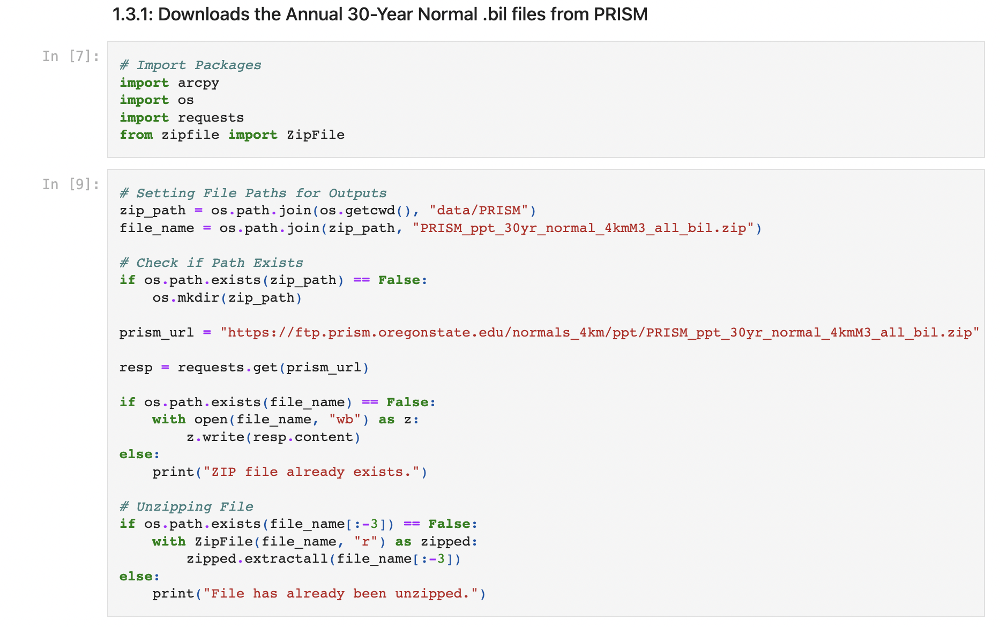 1.3.1: Downloads the Annual 30-Year Normal .bil files from PRISM
In [7]:
# Import Packages
import arcpy
import os
import requests
from zipfile import ZipFile
In [9]:
# Setting File Paths for Outputs
zip_path = os.path.join(os.getcwd(), "data/PRISM")
file_name = os.path.join(zip_path, "PRISM_ppt_30yr_normal_4kmM3_all_bil.zip")
# Check if Path Exists
if os.path.exists(zip_path) == False:
    os.mkdir(zip_path)
prism_url = "https://ftp.prism.oregonstate.edu/normals_4km/ppt/PRISM_ppt_30yr_normal_4kmM3_all_bil.zip"
resp = requests.get(prism_url)
if os.path.exists(file_name) == False:
    with open(file_name, "wb") as z:
        z.write(resp.content)
else:
    print("ZIP file already exists.")
# Unzipping File
if os.path.exists(file_name[:-3]) == False:
    with ZipFile(file_name, "r") as zipped:
        zipped.extractall(file_name[:-3])
else:
    print("File has already been unzipped.")